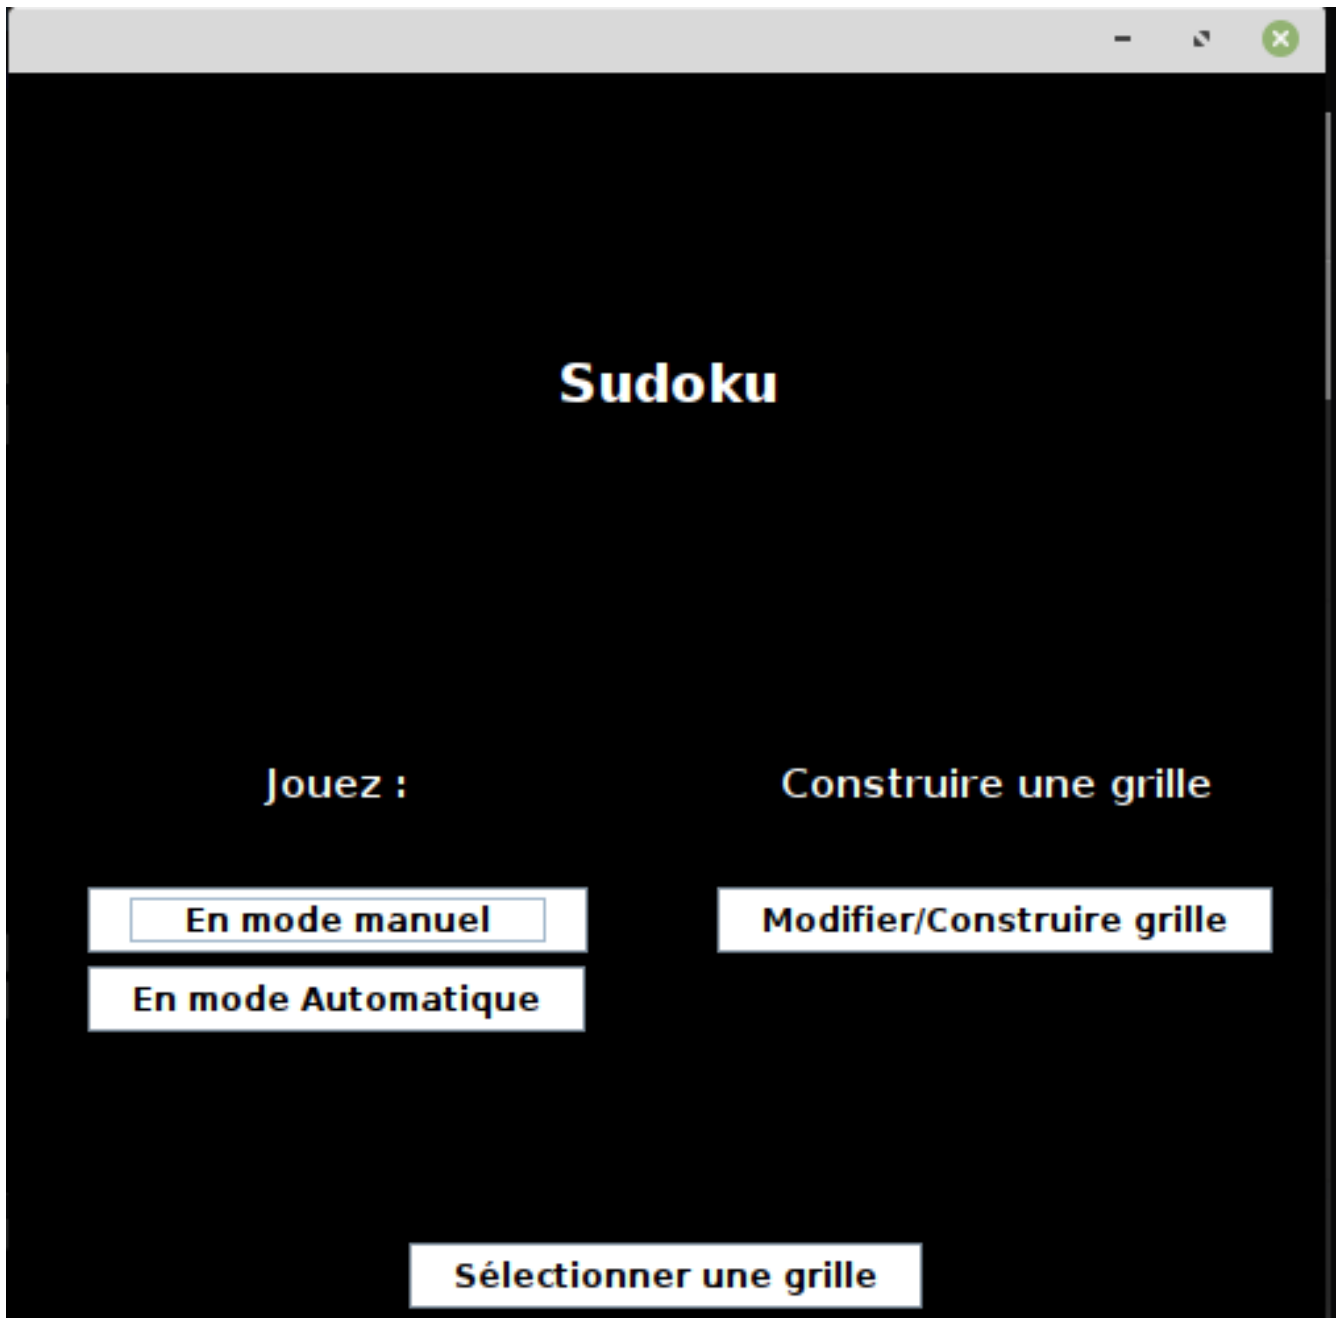 Sudoku
Jouez :
Construire une grille
En mode manuel
Modifier/Construire grille
En mode Automatique
Sélectionner une grille